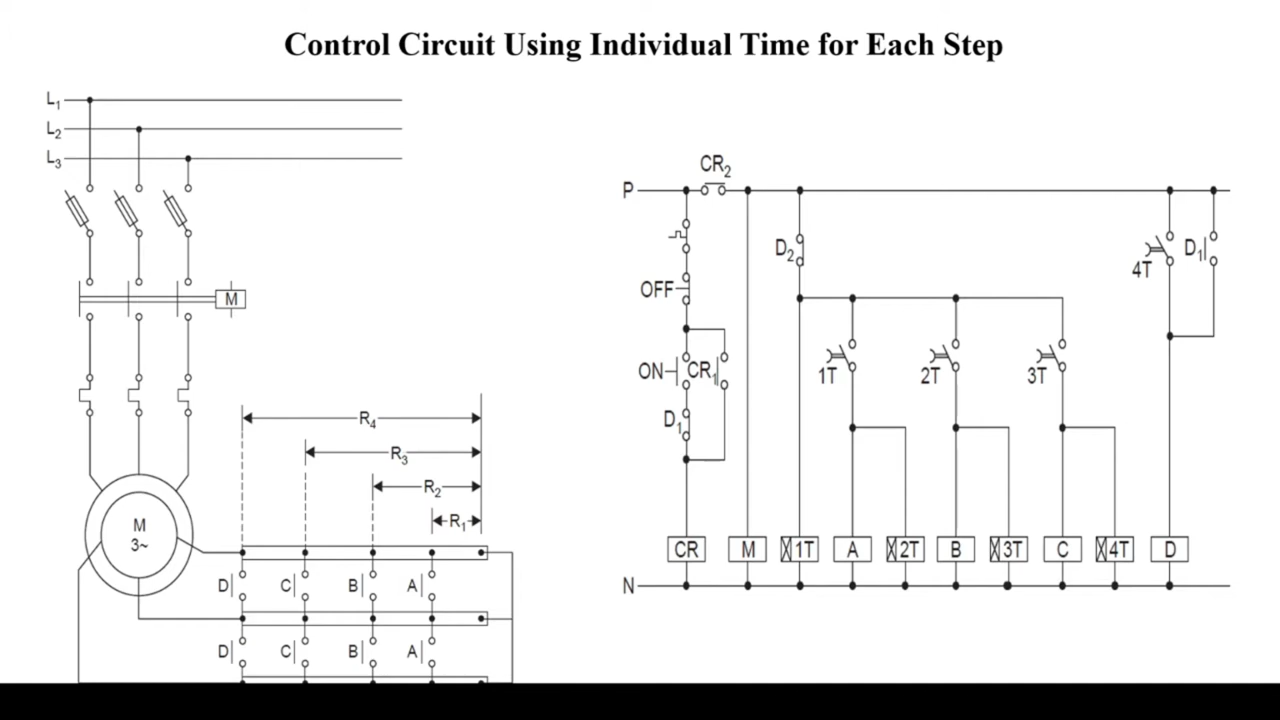 Control Circuit Using Individual Time for Each Step
L1
L2
L3
M
R4
R3
R2
R1
M
3~
D C B A
D C B A
CR2
P
D2
4T
D1
OFF
ON
CR1
1T
2T
3T
D1
CR M 1T A 2T B 3T C 4T D
N